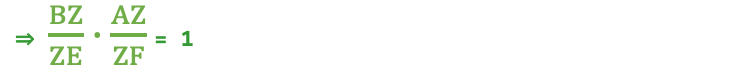 ⇒ BZ/ZE · AZ/ZF = 1